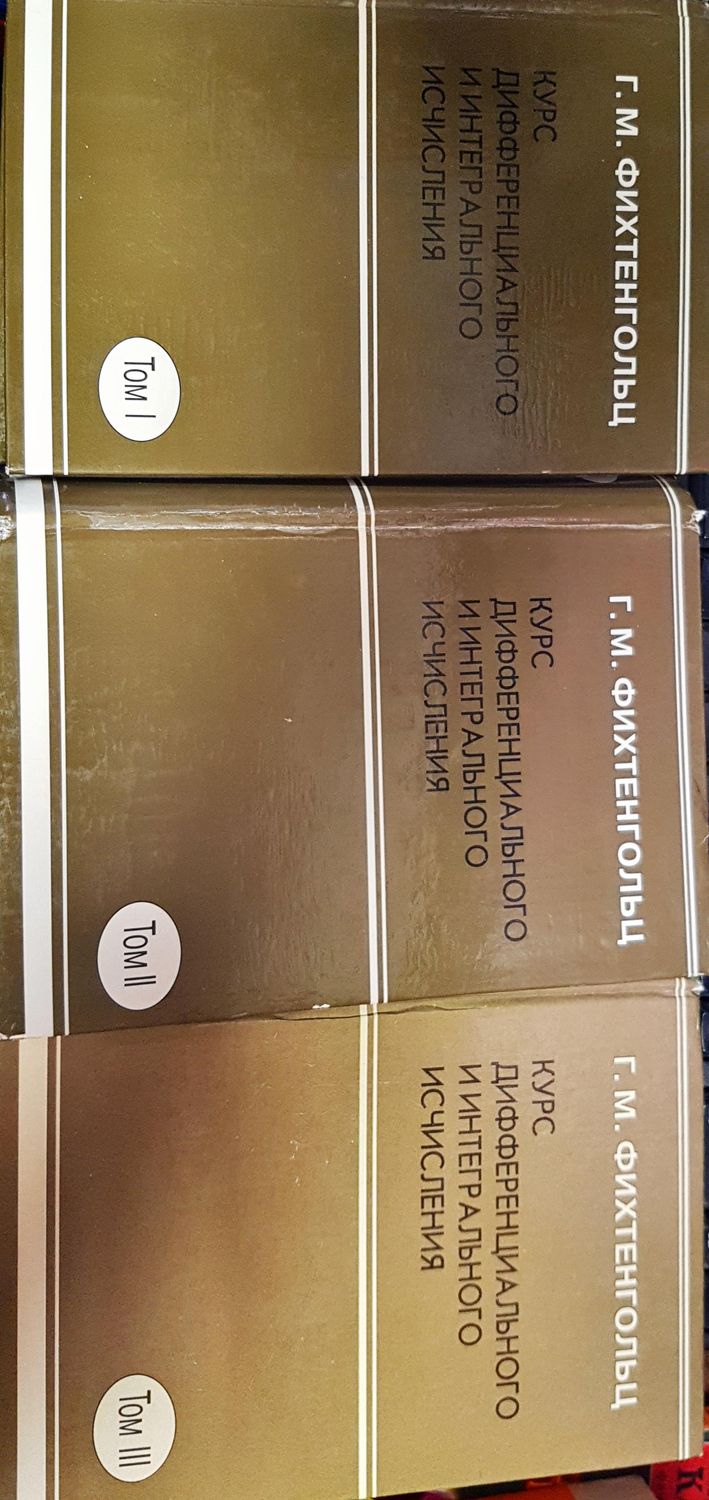 Г. М. ФИХТЕНГОЛЬЦ
КУРС
ДИФФЕРЕНЦИАЛЬНОГО
И ИНТЕГРАЛЬНОГО
ИСЧИСЛЕНИЯ
Том I
Г. М. ФИХТЕНГОЛЬЦ
КУРС
ДИФФЕРЕНЦИАЛЬНОГО
И ИНТЕГРАЛЬНОГО
ИСЧИСЛЕНИЯ
Том II
Г. М. ФИХТЕНГОЛЬЦ
КУРС
ДИФФЕРЕНЦИАЛЬНОГО
И ИНТЕГРАЛЬНОГО
ИСЧИСЛЕНИЯ
Том III
К